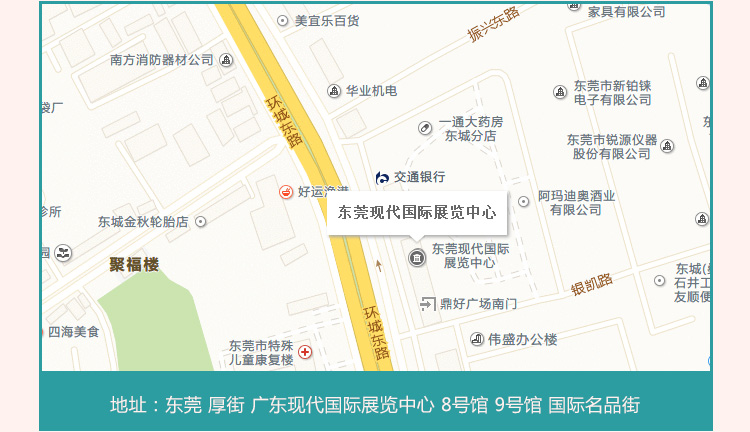 家具有限公司
美宜乐百货
振兴东路
南方消防器材公司
华业机电
东莞市新铂铼
电子有限公司
袋厂
环城东路
一通大药房
东城分店
东莞市锐源仪器
股份有限公司
交通银行
好运渔港
阿玛迪奥酒业
有限公司
东莞现代国际展览中心
诊所
东城金秋轮胎店
东莞现代国际
展览中心
园
聚福楼
东城(
石井工
友顺便
银凯路
鼎好广场南门
环城东路
四海美食
伟盛办公楼
东莞市特殊
儿童康复楼
地址：东莞 厚街 广东现代国际展览中心 8号馆 9号馆 国际名品街